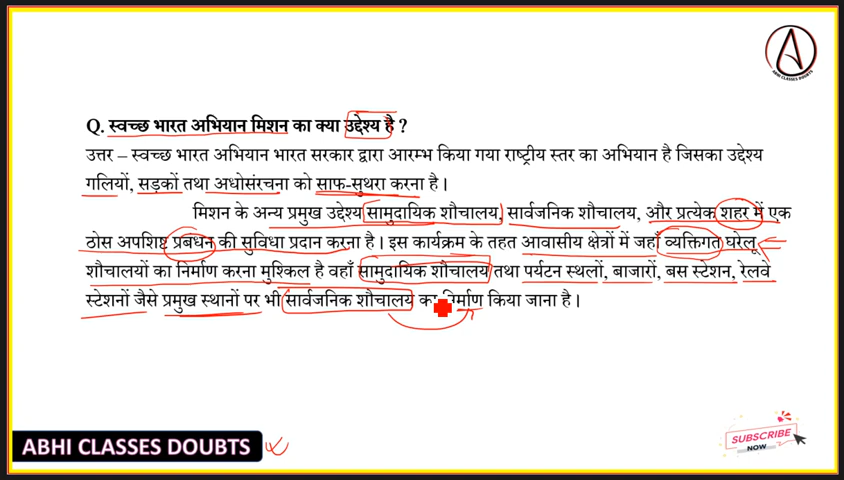 ABHI CLASSES DOUBTS
Q. स्वच्छ भारत अभियान मिशन का क्या उद्देश्य है ?
उत्तर – स्वच्छ भारत अभियान भारत सरकार द्वारा आरम्भ किया गया राष्ट्रीय स्तर का अभियान है जिसका उद्देश्य
गलियों, सड़कों तथा अधोसंरचना को साफ-सुथरा करना है।
मिशन के अन्य प्रमुख उद्देश्य सामुदायिक शौचालय, सार्वजनिक शौचालय, और प्रत्येक शहर में एक
ठोस अपशिष्ट प्रबंधन की सुविधा प्रदान करना है। इस कार्यक्रम के तहत आवासीय क्षेत्रों में जहाँ व्यक्तिगत घरेलू
शौचालयों का निर्माण करना मुश्किल है वहाँ सामुदायिक शौचालय तथा पर्यटन स्थलों, बाजारों, बस स्टेशन, रेलवे
स्टेशनों जैसे प्रमुख स्थानों पर भी सार्वजनिक शौचालय का निर्माण किया जाना है।
ABHI CLASSES DOUBTS
SUBSCRIBE
NOW